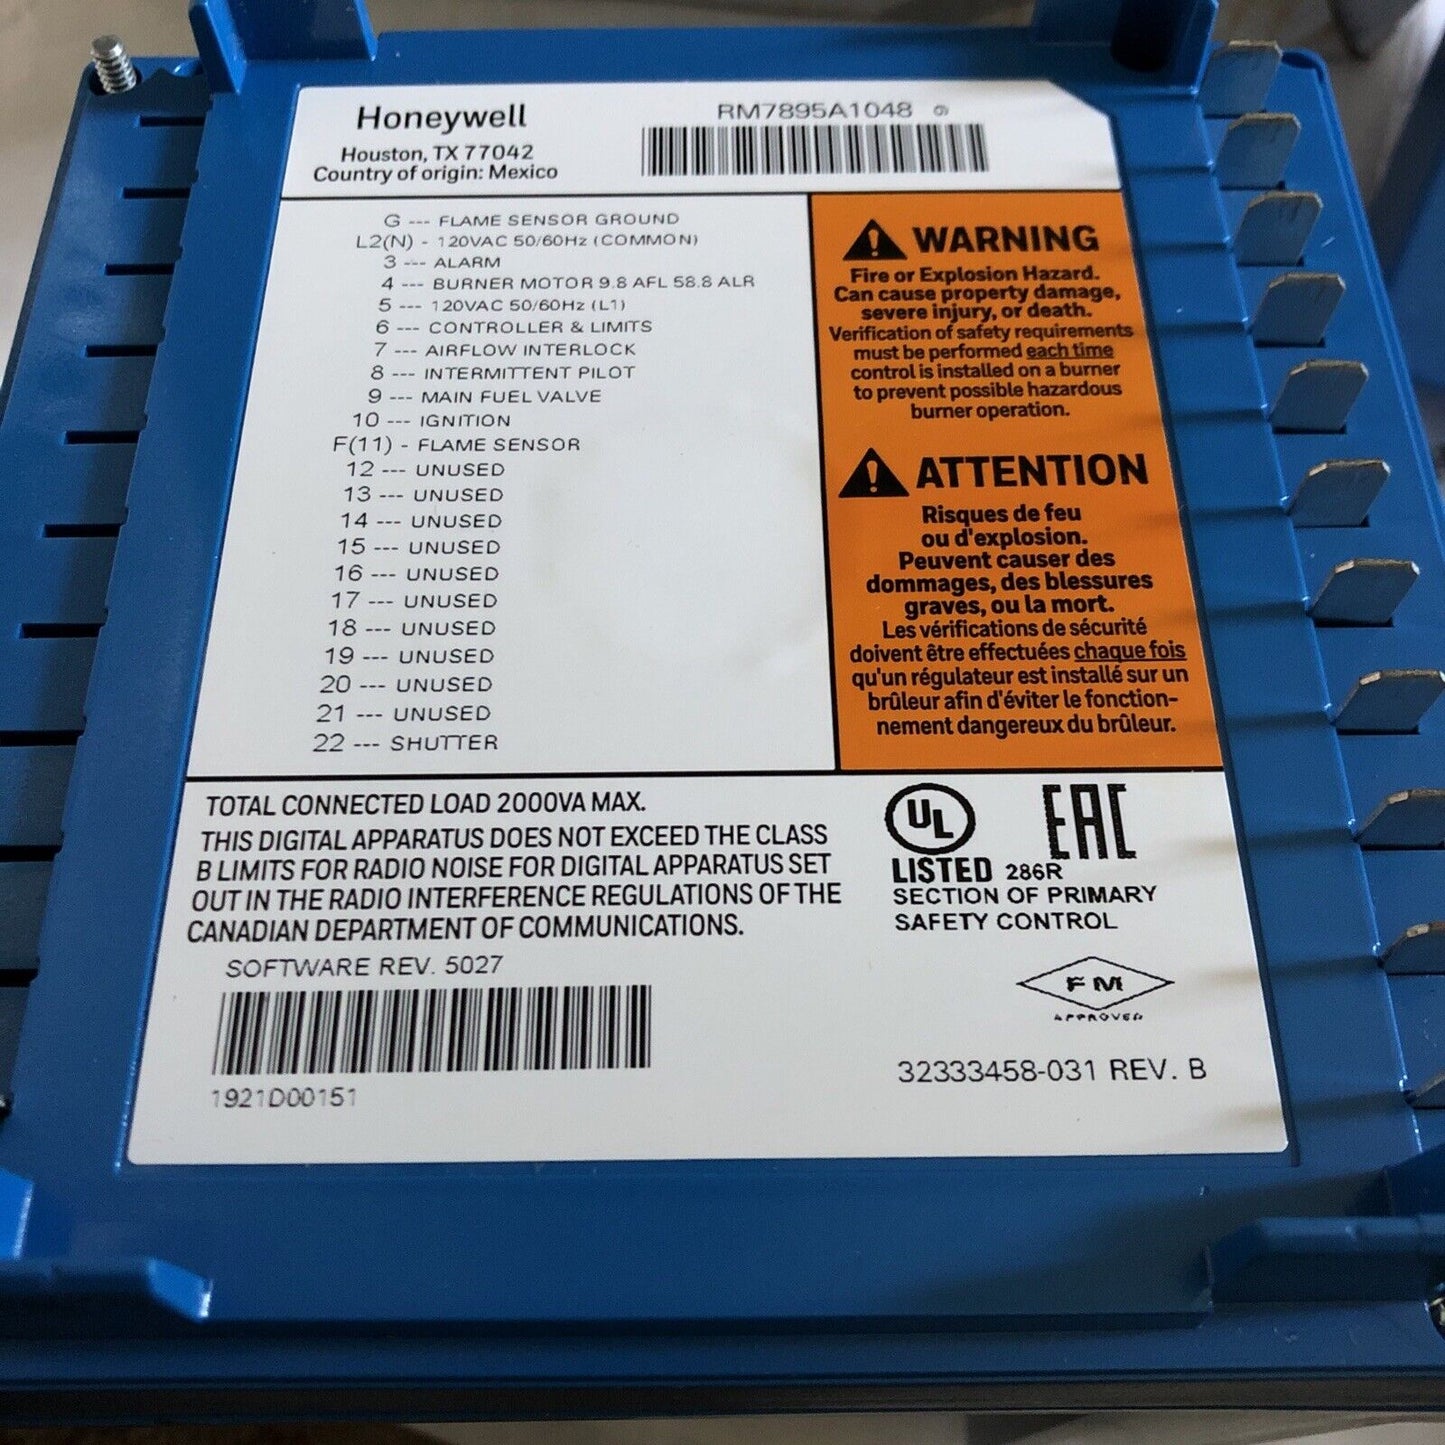 Honeywell
Houston, TX 77042
Country of origin: Mexico
RM7895A1048
G --- FLAME SENSOR GROUND
L2(N) - 120VAC 50/60Hz (COMMON)
3 --- ALARM
4 --- BURNER MOTOR 9.8 AFL 58.8 ALR
5 --- 120VAC 50/60Hz (L1)
6 --- CONTROLLER & LIMITS
7 --- AIRFLOW INTERLOCK
8 --- INTERMITTENT PILOT
9 --- MAIN FUEL VALVE
10 --- IGNITION
F(11) - FLAME SENSOR
12 --- UNUSED
13 --- UNUSED
14 --- UNUSED
15 --- UNUSED
16 --- UNUSED
17 --- UNUSED
18 --- UNUSED
19 --- UNUSED
20 --- UNUSED
21 --- UNUSED
22 --- SHUTTER
WARNING
Fire or Explosion Hazard.
Can cause property damage,
severe injury, or death.
Verification of safety requirements
must be performed each time
control is installed on a burner
to prevent possible hazardous
burner operation.
ATTENTION
Risques de feu
ou d'explosion.
Peuvent causer des
dommages, des blessures
graves, ou la mort.
Les vérifications de sécurité
doivent être effectuées chaque fois
qu'un régulateur est installé sur un
brûleur afin d'éviter le fonction-
nement dangereux du brûleur.
TOTAL CONNECTED LOAD 2000VA MAX.
THIS DIGITAL APPARATUS DOES NOT EXCEED THE CLASS
B LIMITS FOR RADIO NOISE FOR DIGITAL APPARATUS SET
OUT IN THE RADIO INTERFERENCE REGULATIONS OF THE
CANADIAN DEPARTMENT OF COMMUNICATIONS.
SOFTWARE REV. 5027
1921D00151
UL
LISTED 286R
SECTION OF PRIMARY
SAFETY CONTROL
EAC
FM
APPROVED
32333458-031 REV. B